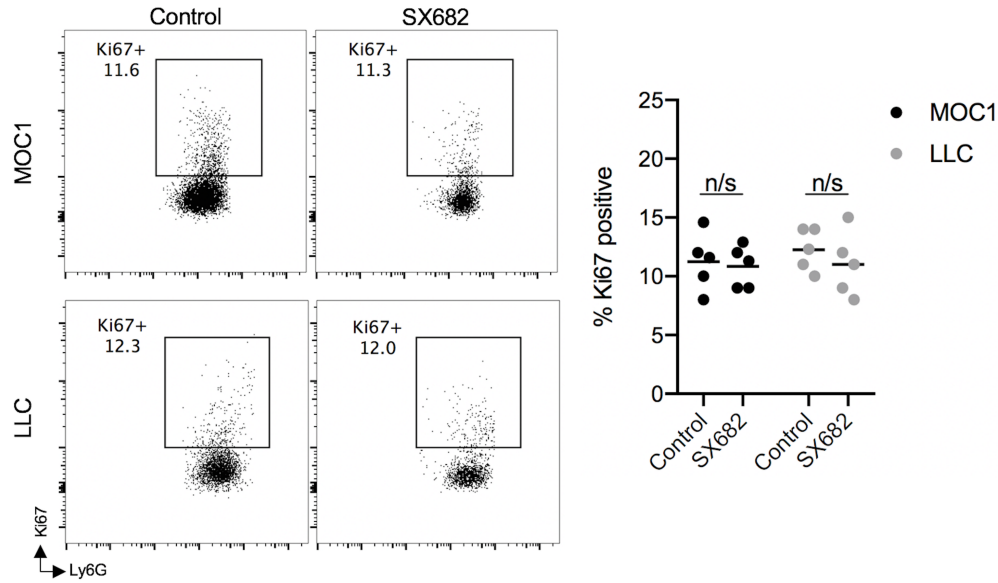 Control
SX682
MOC1
Ki67+
11.6
Ki67+
11.3
LLC
Ki67+
12.3
Ki67+
12.0
Ki67
Ly6G
% Ki67 positive
25
20
15
10
5
0
n/s
n/s
Control
SX682
Control
SX682
MOC1
LLC